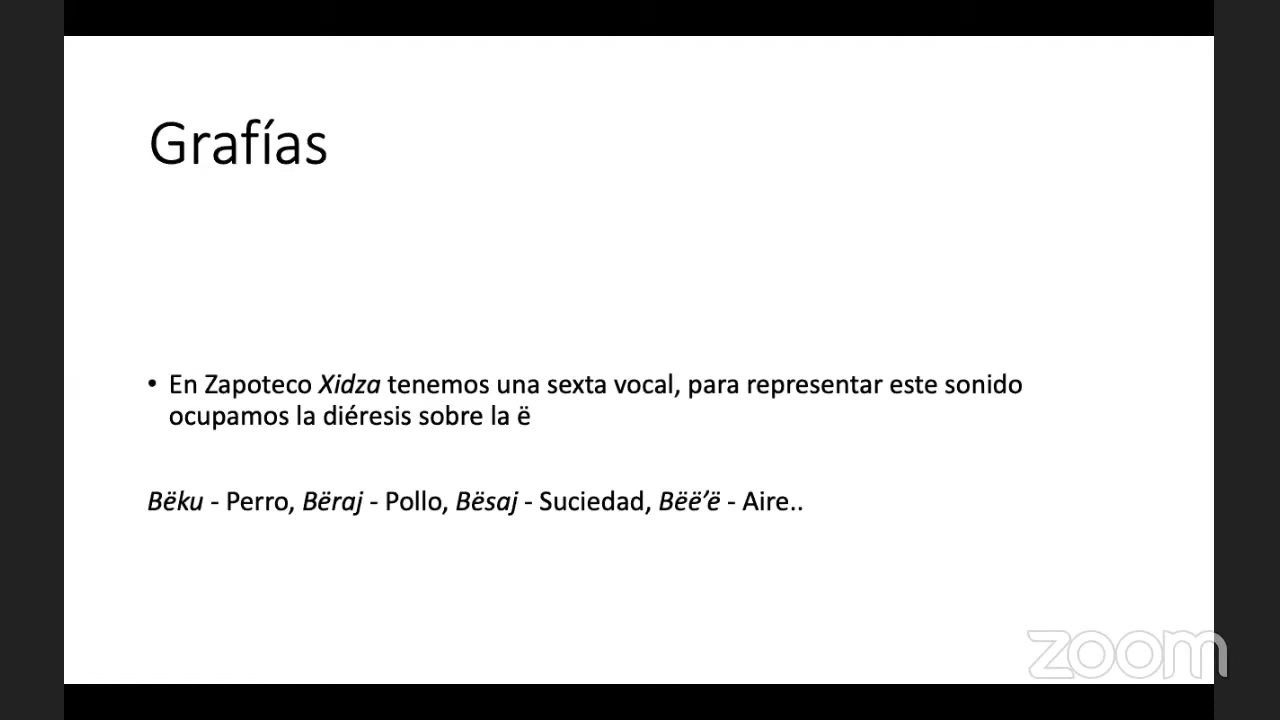 Grafías
• En Zapoteco Xidza tenemos una sexta vocal, para representar este sonido
ocupamos la diéresis sobre la ë
Bëku - Perro, Bëraj - Pollo, Bësaj - Suciedad, Bëë’ë - Aire..
zoom